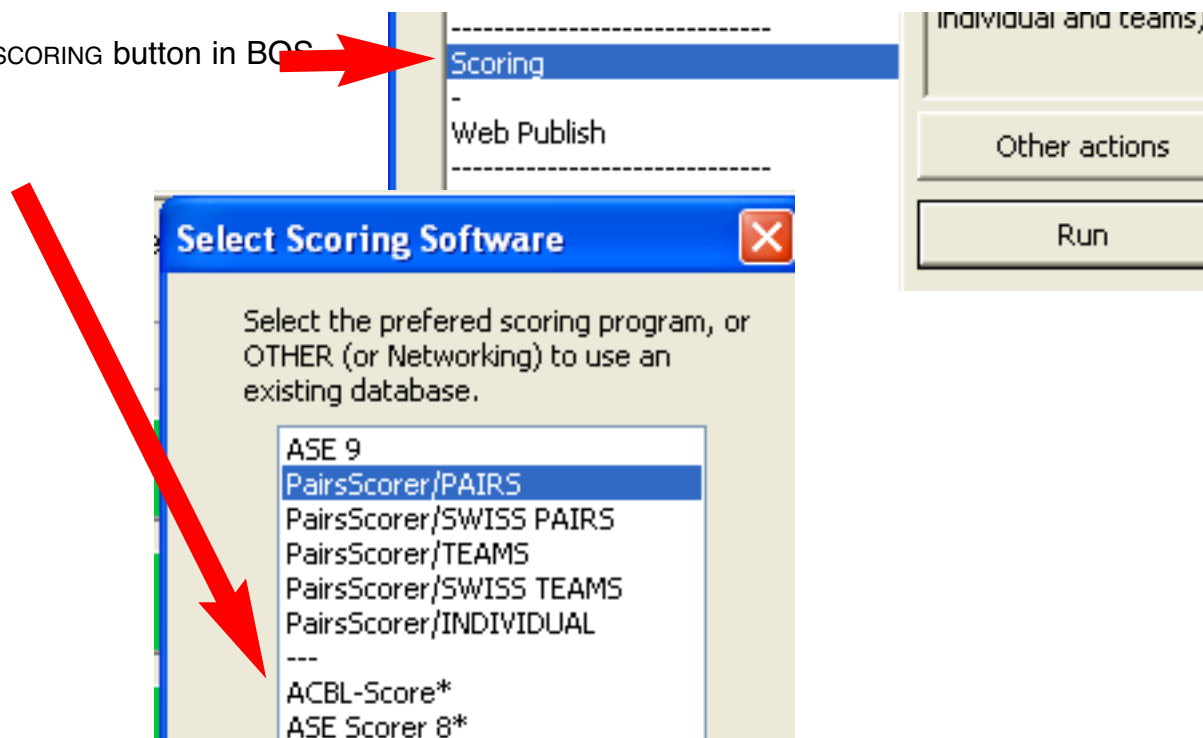 SCORING button in BOS
individual and teams,
------------------------------
Scoring
-
Web Publish
------------------------------
Other actions
Run
Select Scoring Software
Select the prefered scoring program, or
OTHER (or Networking) to use an
existing database.
ASE 9
PairsScorer/PAIRS
PairsScorer/SWISS PAIRS
PairsScorer/TEAMS
PairsScorer/SWISS TEAMS
PairsScorer/INDIVIDUAL
---
ACBL-Score*
ASE Scorer 8*